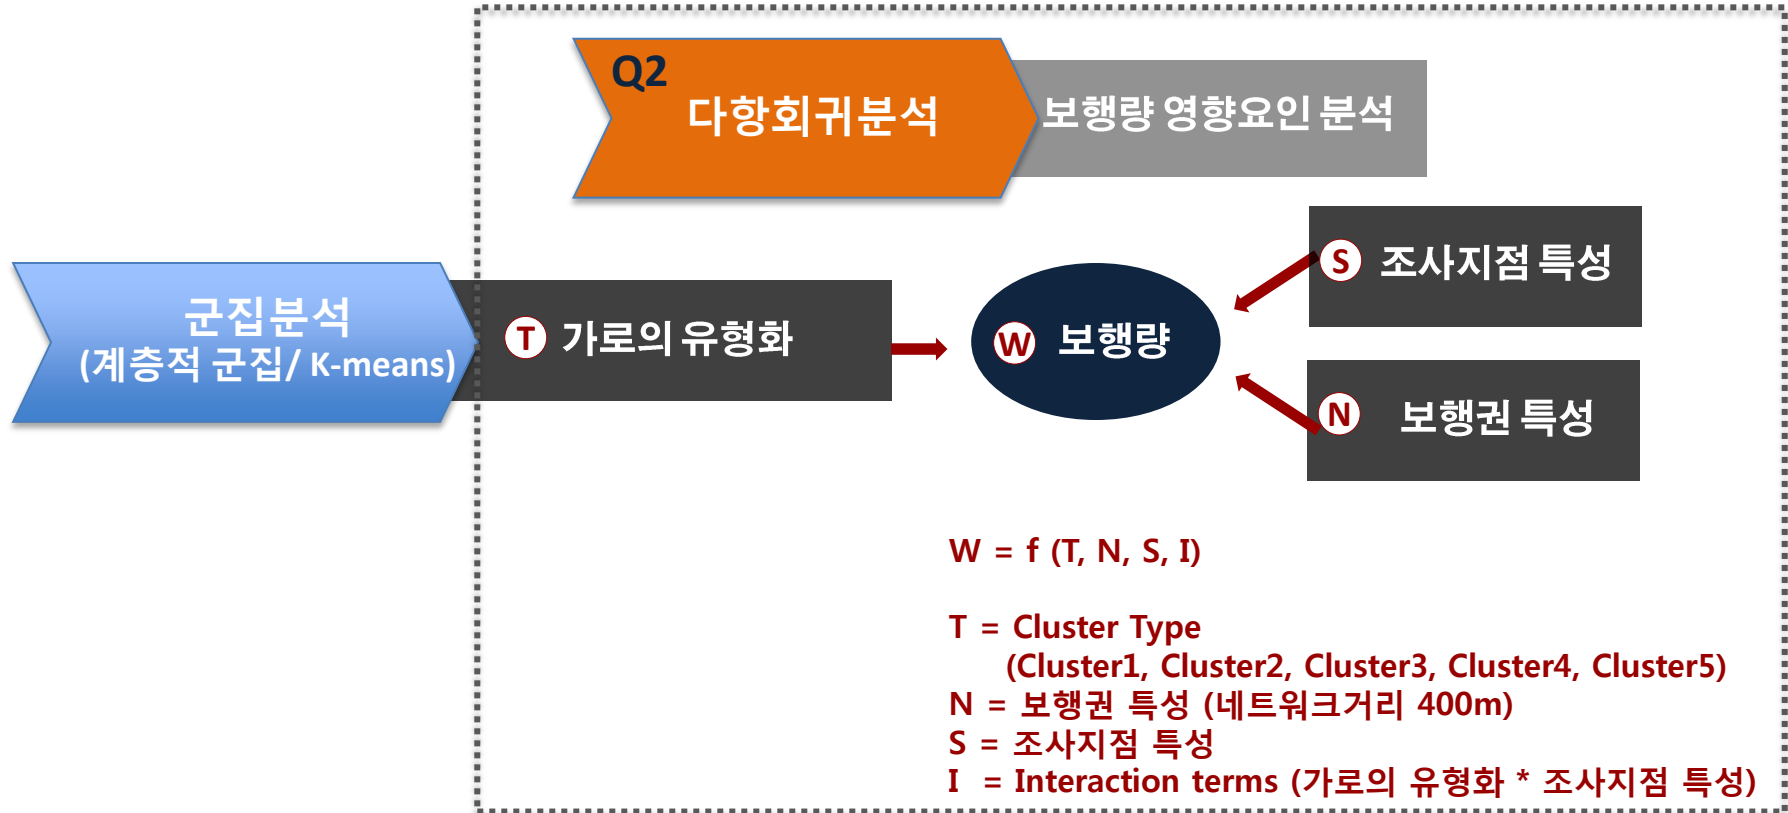 Q2
다항회귀분석
보행량 영향요인 분석
S 조사지점 특성
군집분석
(계층적 군집/ K-means)
T 가로의 유형화
W 보행량
N 보행권 특성
W = f (T, N, S, I)
T = Cluster Type
(Cluster1, Cluster2, Cluster3, Cluster4, Cluster5)
N = 보행권 특성 (네트워크거리 400m)
S = 조사지점 특성
I = Interaction terms (가로의 유형화 * 조사지점 특성)